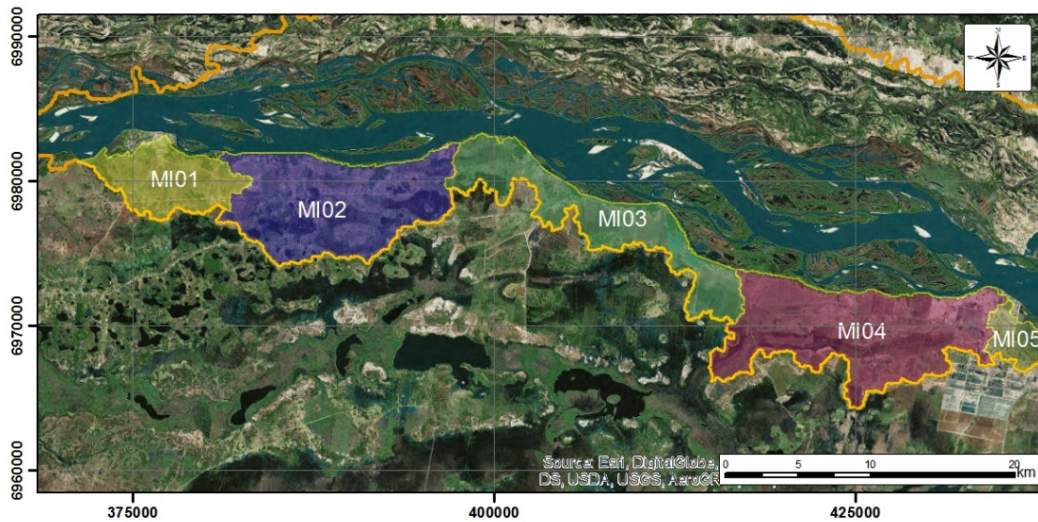 6990000
N
W
E
S
6980000
MI01
MI02
MI03
6970000
MI04
MI05
6960000
Source: Esri, DigitalGlobe,
DS, USDA, USGS, AeroGR
0 5 10 20
km
375000 400000 425000